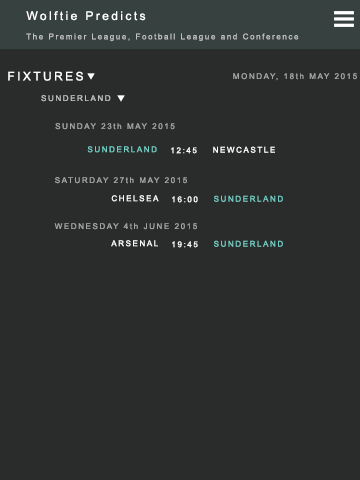 Wolftie Predicts
The Premier League, Football League and Conference
FIXTURES▼ MONDAY, 18th MAY 2015
SUNDERLAND ▼
SUNDAY 23th MAY 2015
SUNDERLAND 12:45 NEWCASTLE
SATURDAY 27th MAY 2015
CHELSEA 16:00 SUNDERLAND
WEDNESDAY 4th JUNE 2015
ARSENAL 19:45 SUNDERLAND